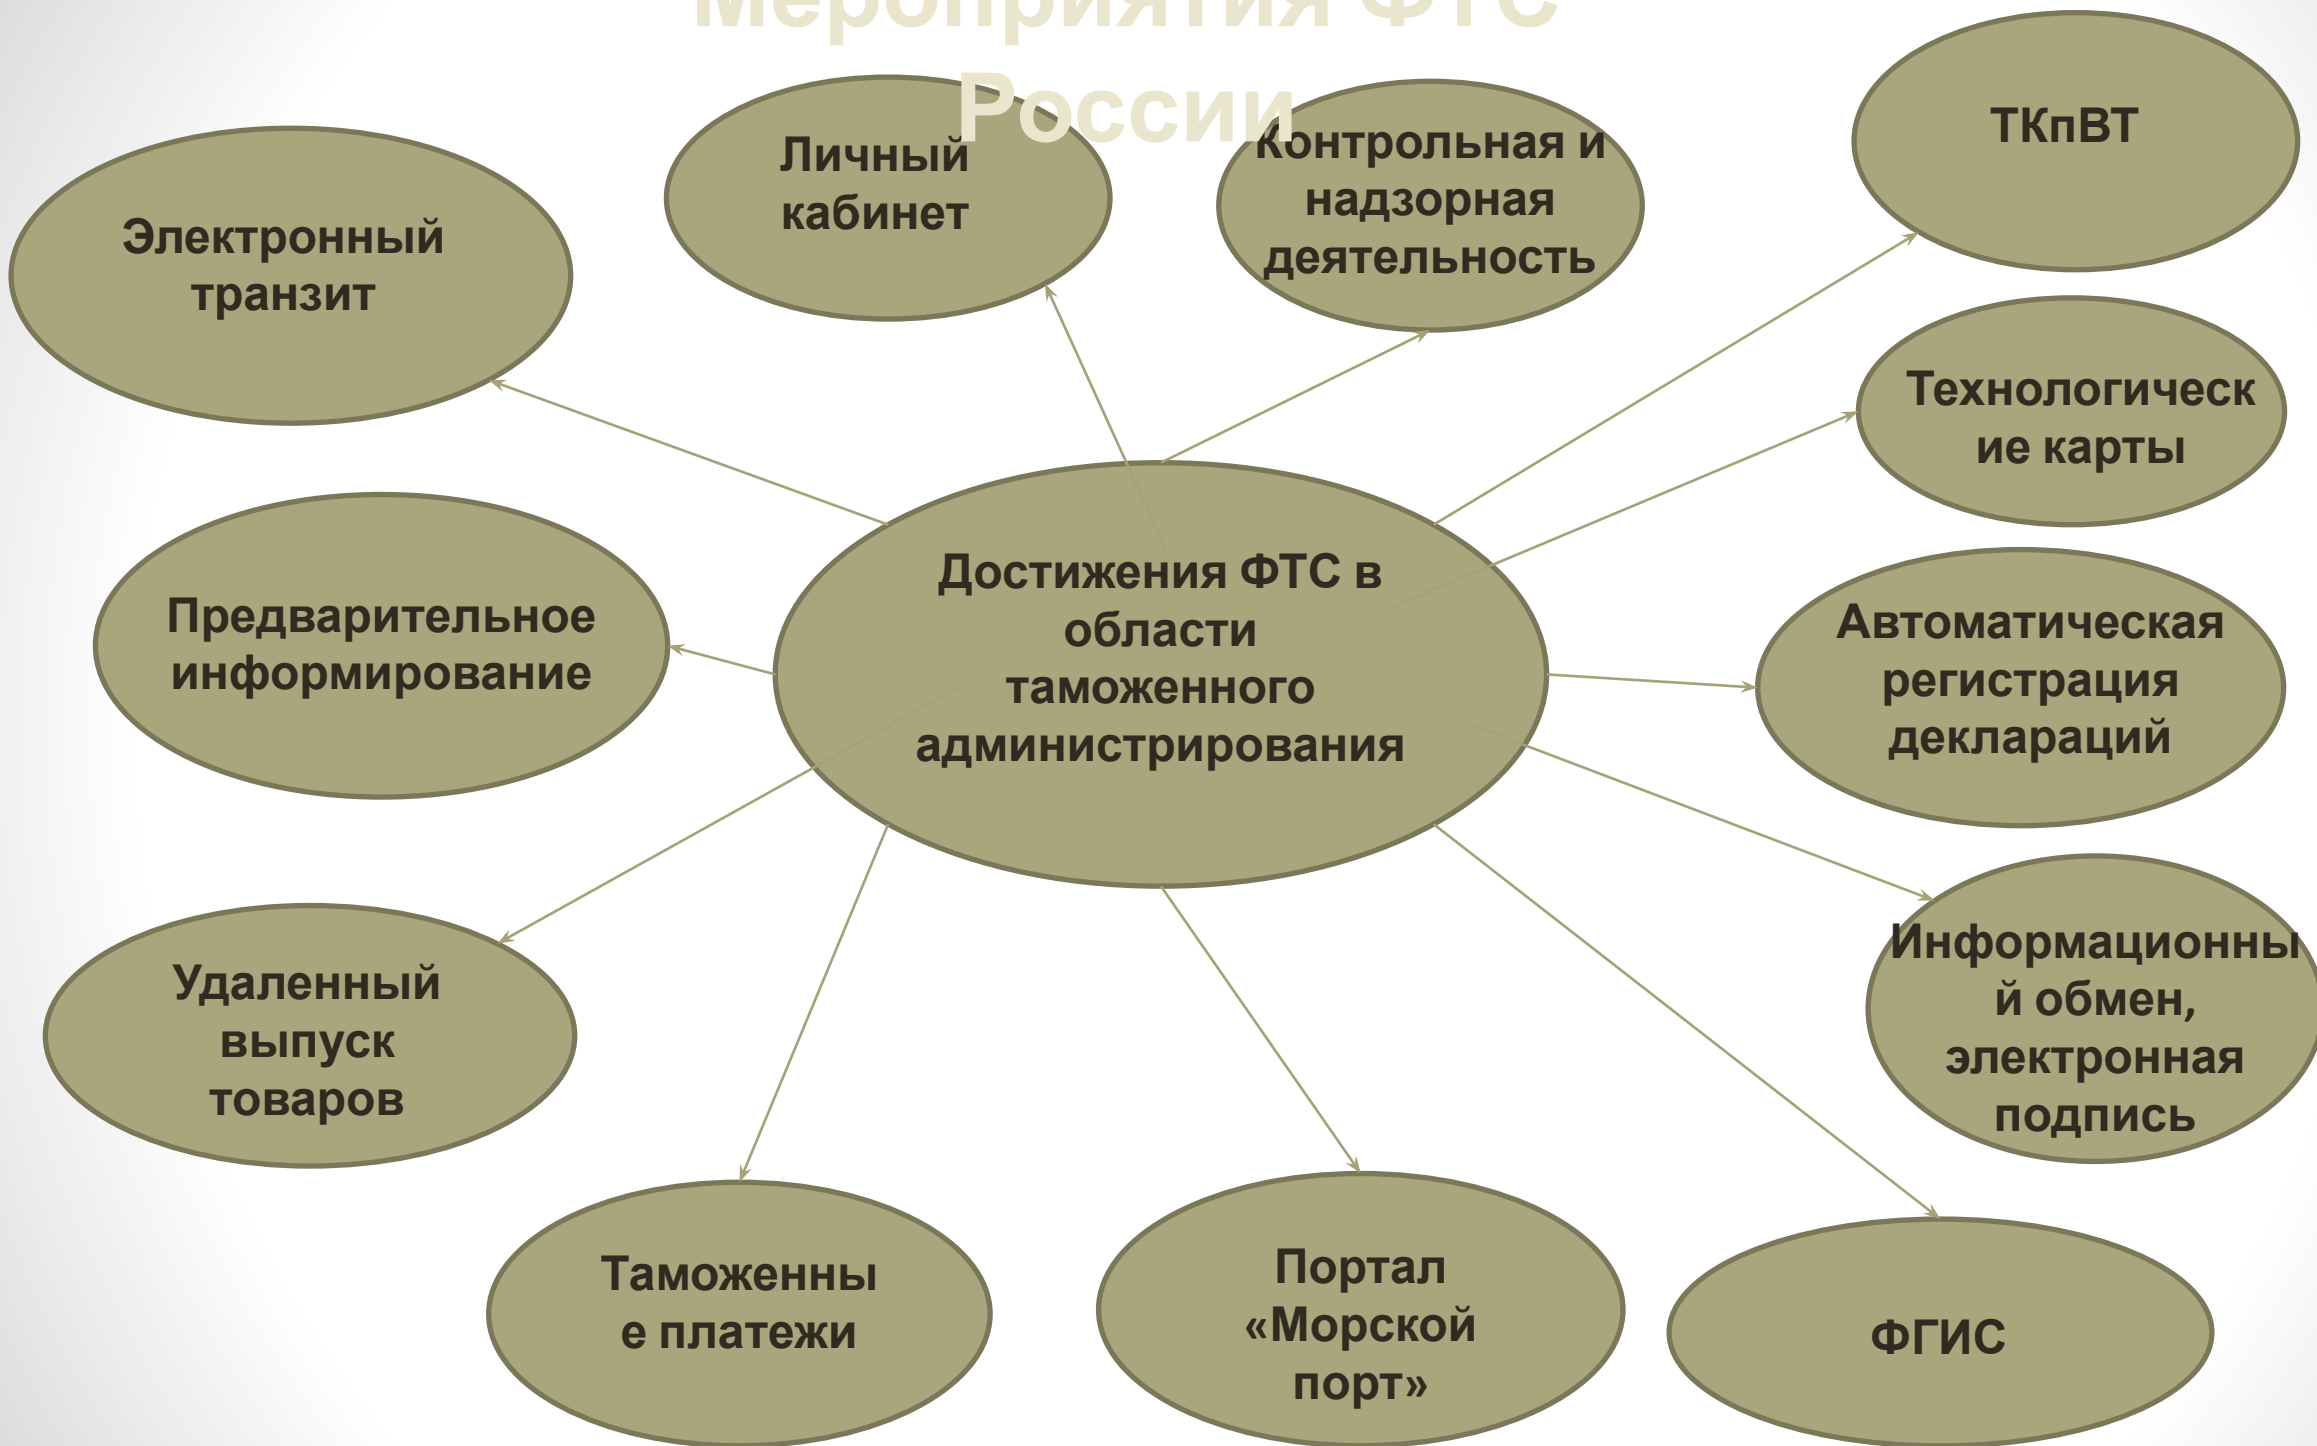 Мероприятия ФТС
России
Личный
кабинет
Контрольная и
надзорная
деятельность
ТКпВТ
Электронный
транзит
Технологическ
ие карты
Достижения ФТС в
области
таможенного
администрирования
Предварительное
информирование
Автоматическая
регистрация
деклараций
Удаленный
выпуск
товаров
Информационны
й обмен,
электронная
подпись
Таможенны
е платежи
Портал
«Морской
порт»
ФГИС